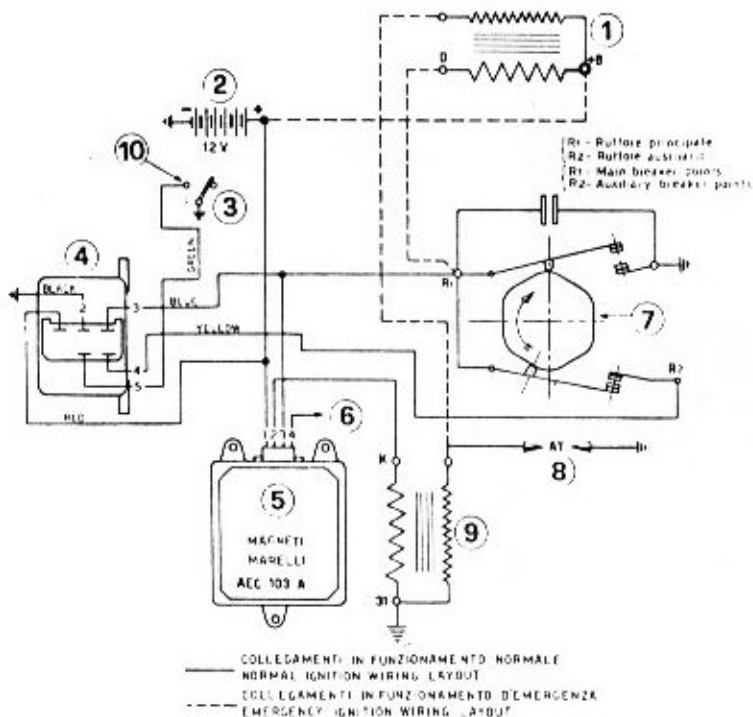 1
D
+B
2
-
+
12V
R1 - Ruttore principale
R2 - Ruttore ausiliario
R1 - Main breaker points
R2 - Auxiliary breaker points
10
3
GREEN
4
BLACK
2
3
BLUE
R1
7
YELLOW
4
5
R2
RED
1 2 3 4
6
AT
8
K
5
9
MAGNETI
MARELLI
AEC 103 A
31
COLLEGAMENTI IN FUNZIONAMENTO NORMALE
NORMAL IGNITION WIRING LAYOUT
COLLEGAMENTI IN FUNZIONAMENTO D'EMERGENZA
EMERGENCY IGNITION WIRING LAYOUT